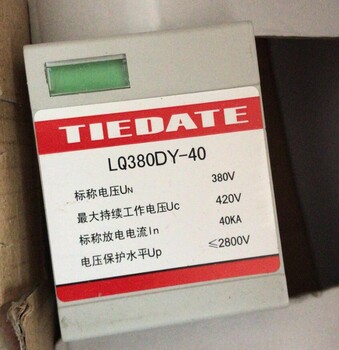 TIEDATE
LQ380DY-40
标称电压UN 380V
最大持续工作电压Uc 420V
标称放电电流In 40KA
电压保护水平Up ≤2800V